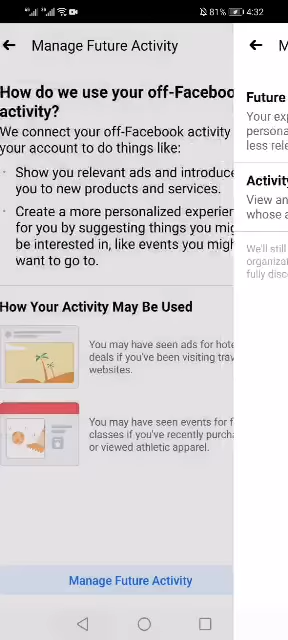 81% 4:32
Manage Future Activity
How do we use your off-Faceboo
activity?
We connect your off-Facebook activity
your account to do things like:
· Show you relevant ads and introduce
you to new products and services.
· Create a more personalized experier
for you by suggesting things you mig
be interested in, like events you migh
want to go to.
How Your Activity May Be Used
You may have seen ads for hote
deals if you've been visiting trav
websites.
You may have seen events for f
classes if you've recently purcha
or viewed athletic apparel.
Manage Future Activity
M
Future
Your exp
persona
less rele
Activity
View an
whose a
We'll still
organizat
fully disc